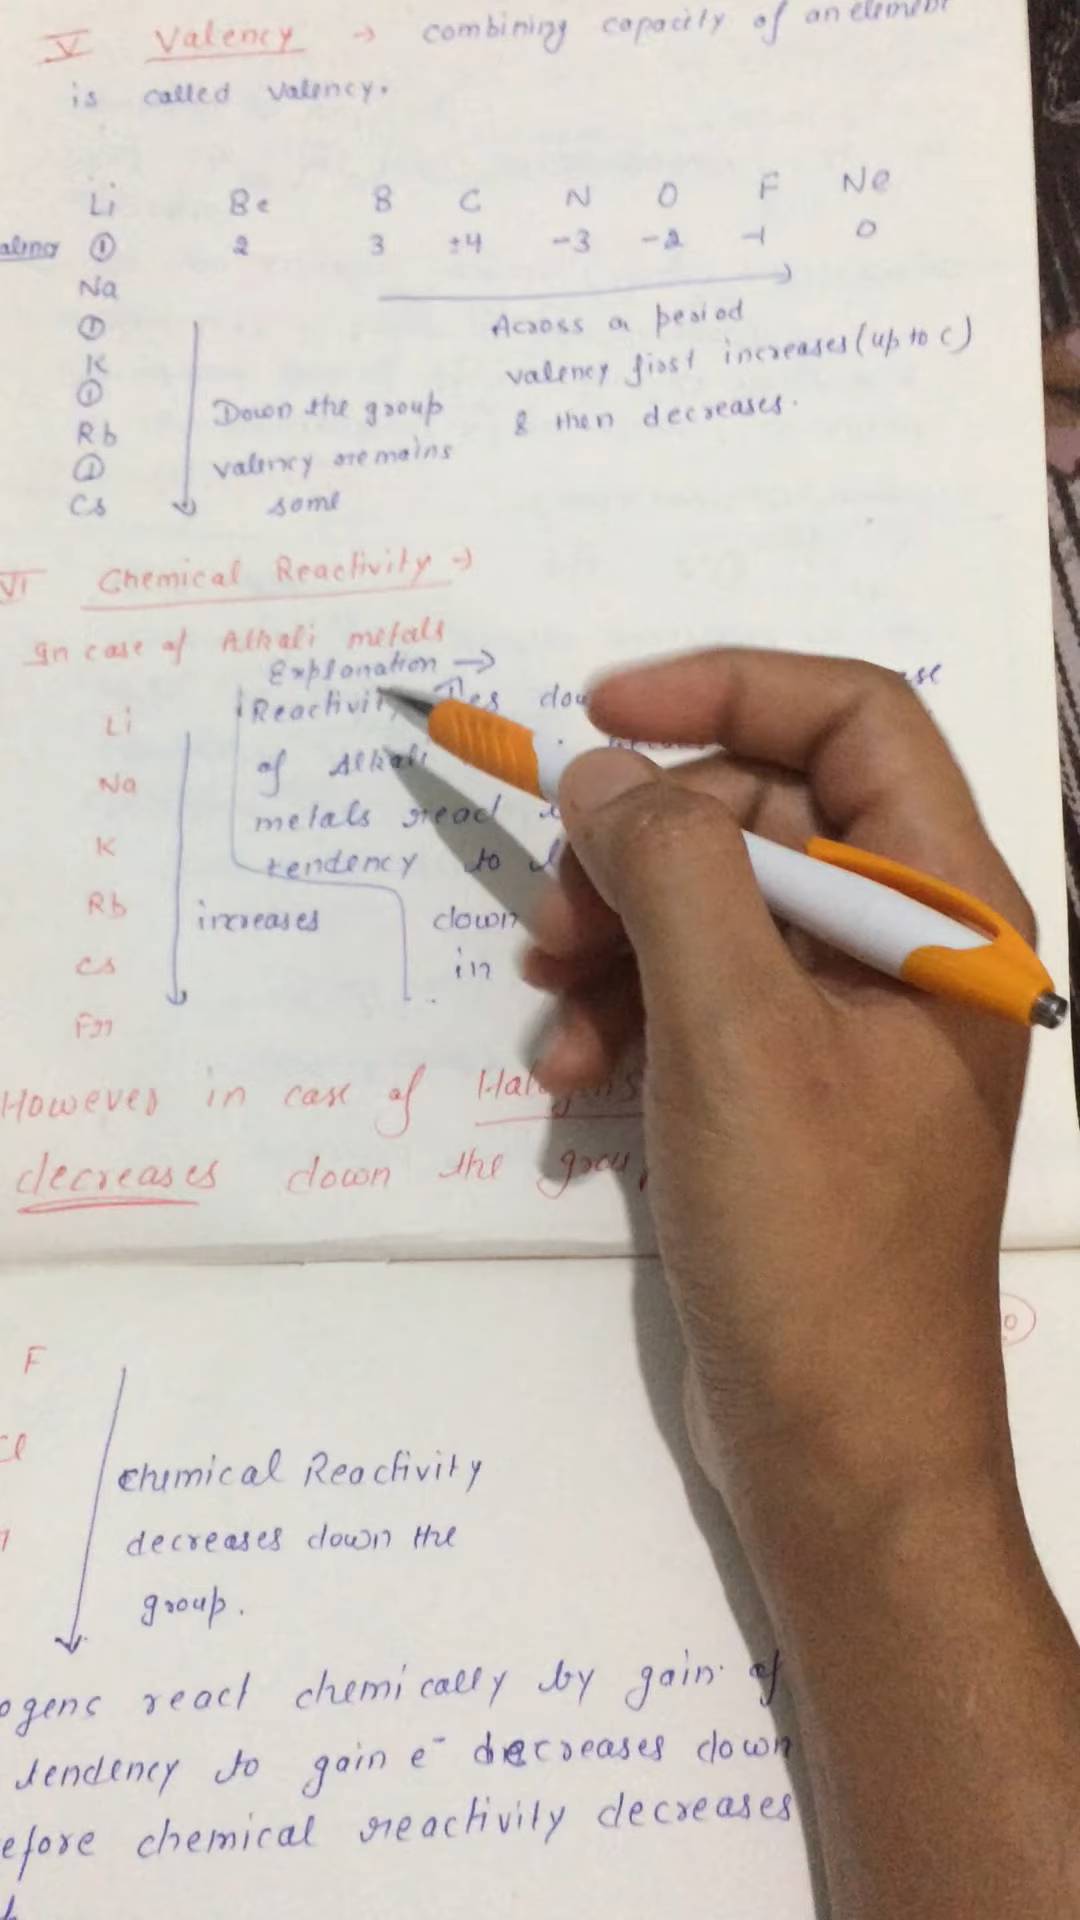 V Valency → combining capacity of an element
is called valency.
Li Be B C N O F Ne
① 2 3 ±4 -3 -2 -1 0
Na
①
K
①
Rb
①
Cs
Across a period
valency first increases (up to C)
& then decreases.
Down the group
valency remains
same
VI Chemical Reactivity →
In case of Alkali metals
Explanation →
Reactivity ↑es
of Alkali
metals react
tendency to
down
in
Li
Na
K
Rb
Cs
Fr
increases
However in case of
decreases down the
F
Cl
Chemical Reactivity
decreases down the
group.
react chemically by gain of
tendency to gain e⁻ decreases down
chemical reactivity decreases